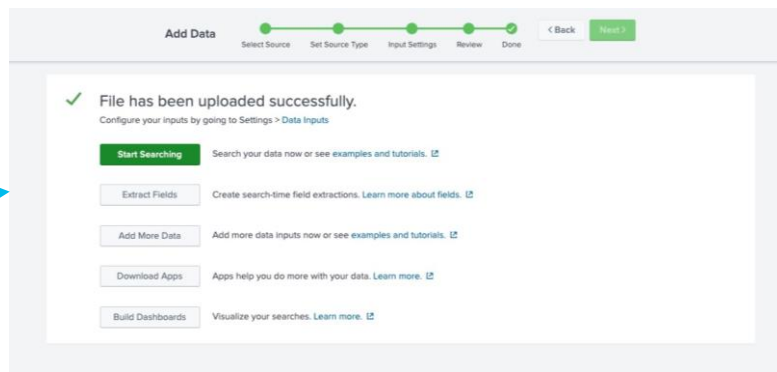 Add Data
Select Source
Set Source Type
Input Settings
Review
Done
< Back
Next >
File has been uploaded successfully.
Configure your inputs by going to Settings > Data Inputs
Start Searching
Search your data now or see examples and tutorials.
Extract Fields
Create search-time field extractions. Learn more about fields.
Add More Data
Add more data inputs now or see examples and tutorials.
Download Apps
Apps help you do more with your data. Learn more.
Build Dashboards
Visualize your searches. Learn more.